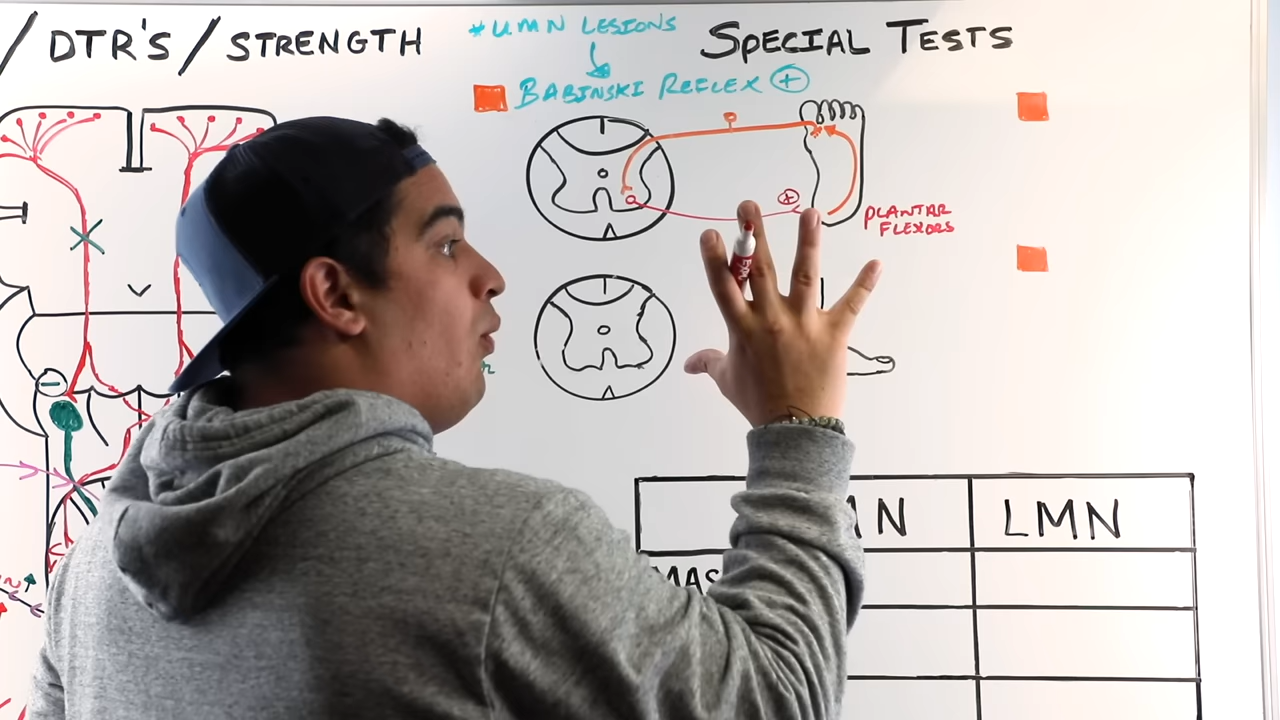 / DTR'S / STRENGTH
* UMN LESIONS
SPECIAL TESTS
BABINSKI REFLEX +
+
PLANTAR
FLEXORS
LMN